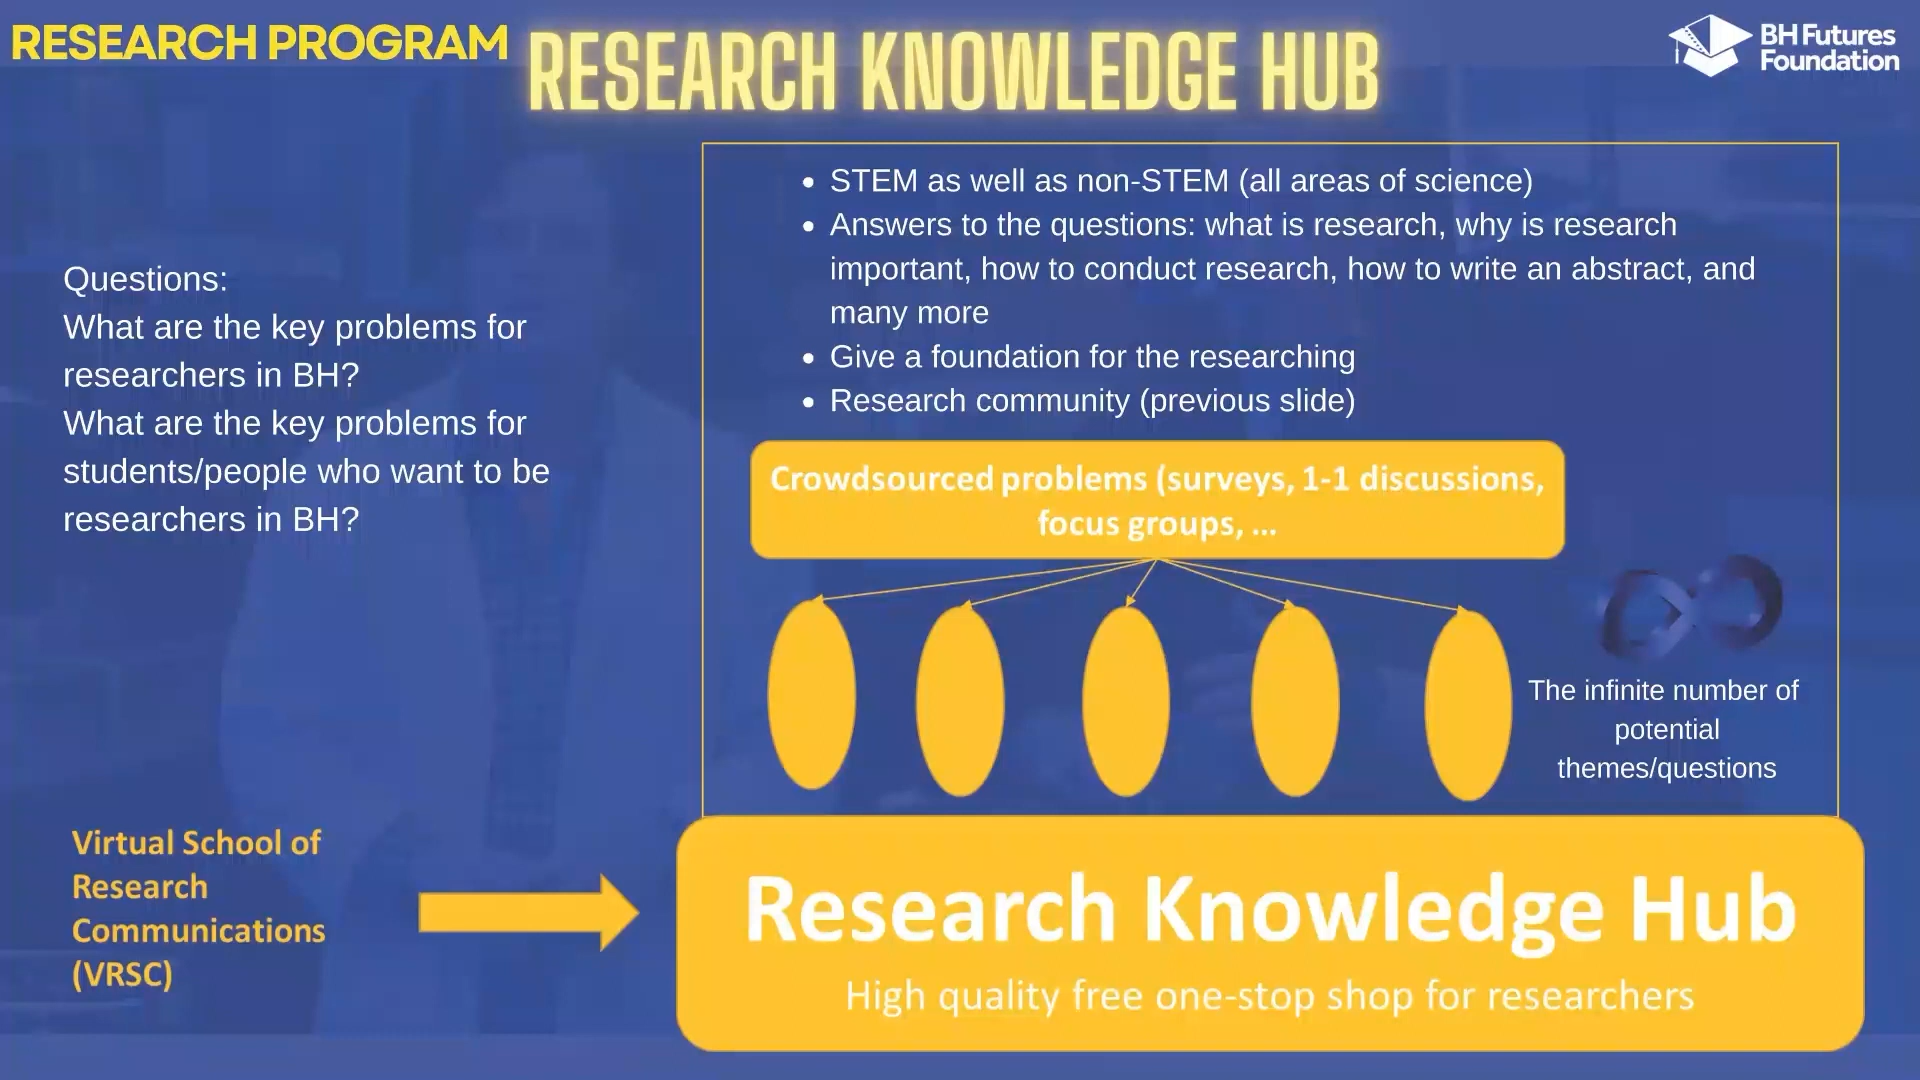 RESEARCH PROGRAM
RESEARCH KNOWLEDGE HUB
BH Futures
Foundation
Questions:
What are the key problems for
researchers in BH?
What are the key problems for
students/people who want to be
researchers in BH?
• STEM as well as non-STEM (all areas of science)
• Answers to the questions: what is research, why is research
important, how to conduct research, how to write an abstract, and
many more
• Give a foundation for the researching
• Research community (previous slide)
Crowdsourced problems (surveys, 1-1 discussions,
focus groups, ...
The infinite number of
potential
themes/questions
Virtual School of
Research
Communications
(VRSC)
Research Knowledge Hub
High quality free one-stop shop for researchers